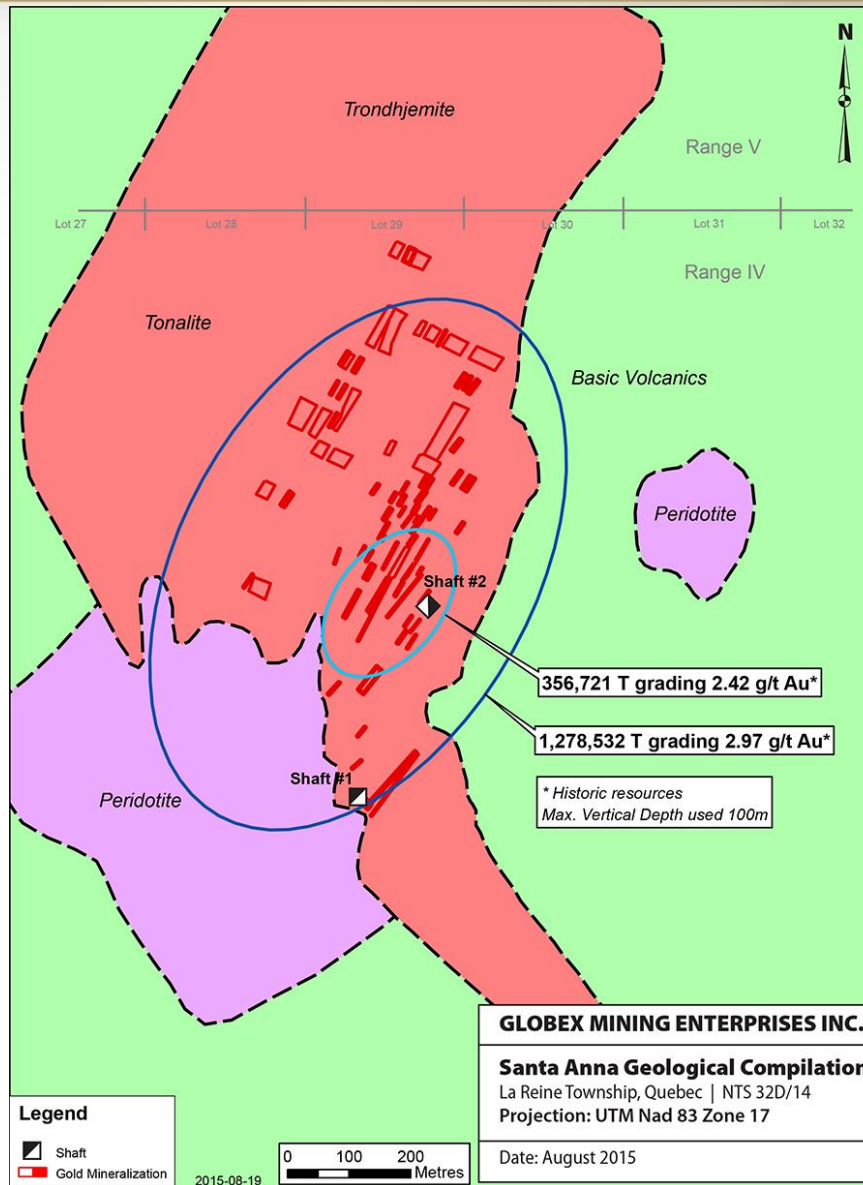 N
Trondhjemite
Range V
Lot 27
Lot 28
Lot 29
Lot 30
Lot 31
Lot 32
Range IV
Tonalite
Basic Volcanics
Peridotite
Shaft #2
356,721 T grading 2.42 g/t Au*
1,278,532 T grading 2.97 g/t Au*
Shaft #1
* Historic resources
Max. Vertical Depth used 100m
Peridotite
GLOBEX MINING ENTERPRISES INC.
Santa Anna Geological Compilation
La Reine Township, Quebec | NTS 32D/14
Projection: UTM Nad 83 Zone 17
Date: August 2015
Legend
Shaft
Gold Mineralization
2015-08-19
0 100 200
Metres